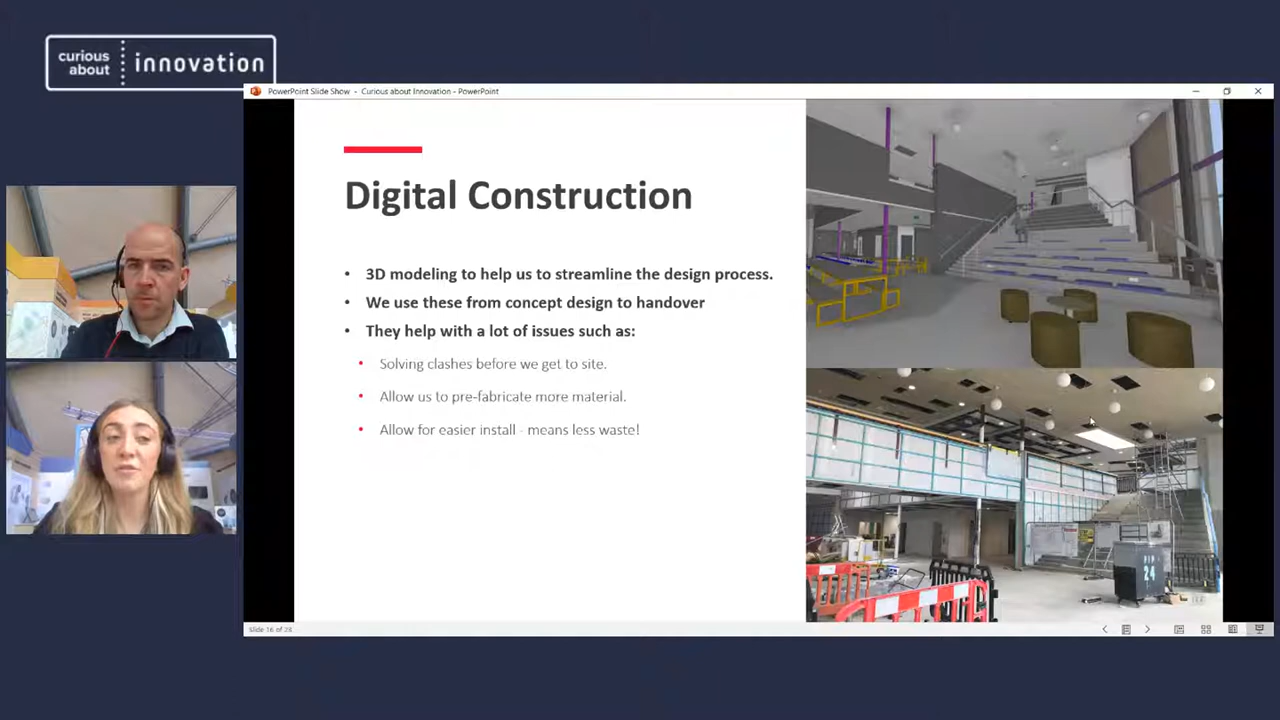 curious
about
innovation
PowerPoint Slide Show - Curious about Innovation - PowerPoint
Digital Construction
• 3D modeling to help us to streamline the design process.
• We use these from concept design to handover
• They help with a lot of issues such as:
• Solving clashes before we get to site.
• Allow us to pre-fabricate more material.
• Allow for easier install - means less waste!
PIP
24
Slide 16 of 28